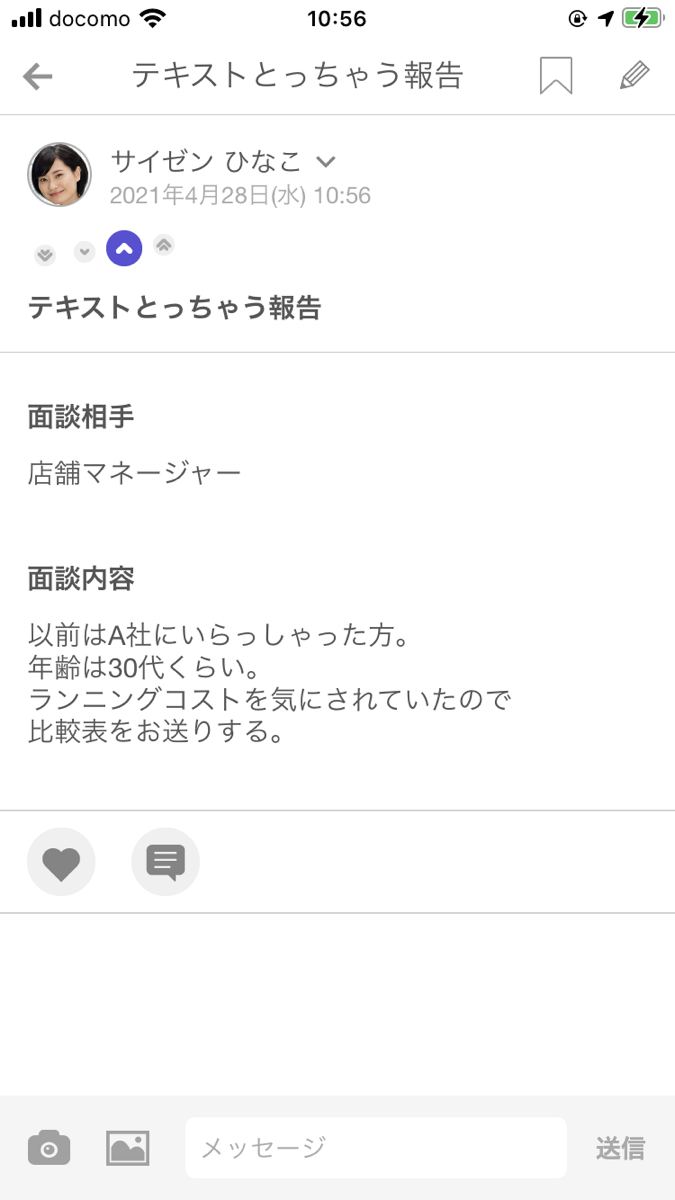 docomo 10:56
テキストとっちゃう報告
サイゼン ひなこ
2021年4月28日(水) 10:56
テキストとっちゃう報告
面談相手
店舗マネージャー
面談内容
以前はA社にいらっしゃった方。
年齢は30代くらい。
ランニングコストを気にされていたので
比較表をお送りする。
メッセージ 送信